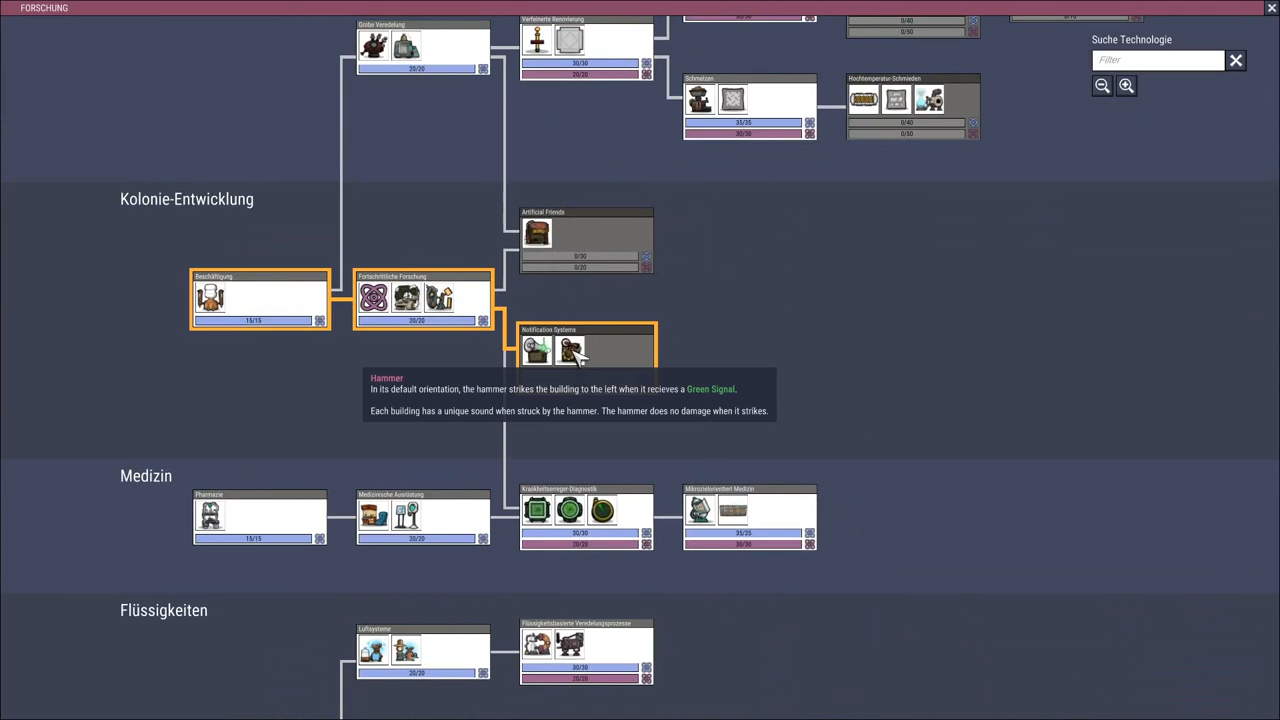 FORSCHUNG
Suche Technologie
Filter
Grobe Veredelung
20/20
Verfeinerte Renovierung
30/30
20/20
0/40
0/50
Schmelzen
35/35
30/30
Hochtemperatur-Schmieden
0/40
0/50
Kolonie-Entwicklung
Artificial Friends
0/30
0/20
Beschäftigung
15/15
Fortschrittliche Forschung
20/20
Notification Systems
Hammer
In its default orientation, the hammer strikes the building to the left when it recieves a Green Signal.
Each building has a unique sound when struck by the hammer. The hammer does no damage when it strikes.
Medizin
Pharmazie
15/15
Medizinische Ausrüstung
20/20
Krankheitserreger-Diagnostik
30/30
20/20
Mikrozielorientiert Medizin
35/35
30/30
Flüssigkeiten
Luftsysteme
20/20
Flüssigkeitsbasierte Veredelungsprozesse
30/30
20/20